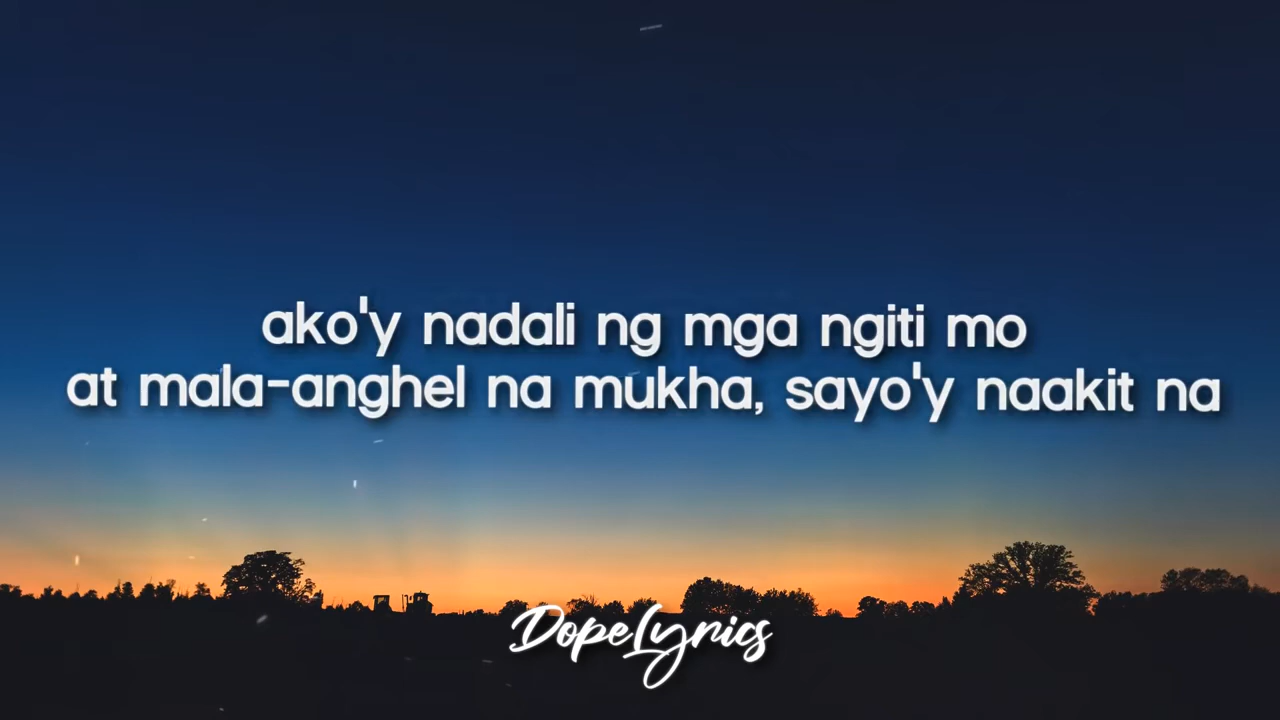 ako'y nadali ng mga ngiti mo
at mala-anghel na mukha, sayo'y naakit na
DopeLyrics